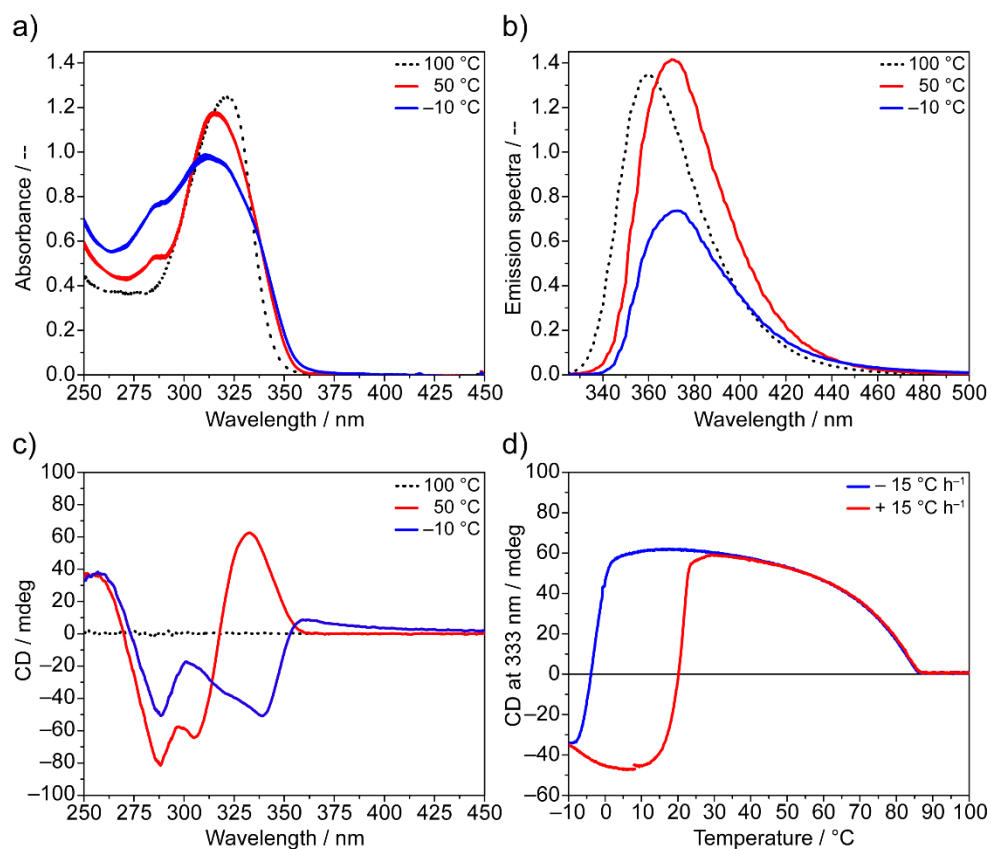 a)
1.4
1.2
1.0
0.8
0.6
0.4
0.2
0.0
250 275 300 325 350 375 400 425 450
Absorbance / --
Wavelength / nm
100 °C
50 °C
–10 °C
b)
1.4
1.2
1.0
0.8
0.6
0.4
0.2
0.0
340 360 380 400 420 440 460 480 500
Emission spectra / --
Wavelength / nm
100 °C
50 °C
–10 °C
c)
100
80
60
40
20
0
–20
–40
–60
–80
–100
250 275 300 325 350 375 400 425 450
CD / mdeg
Wavelength / nm
100 °C
50 °C
–10 °C
d)
100
80
60
40
20
0
–20
–40
–60
–10 0 10 20 30 40 50 60 70 80 90 100
CD at 333 nm / mdeg
Temperature / °C
– 15 °C h⁻¹
+ 15 °C h⁻¹